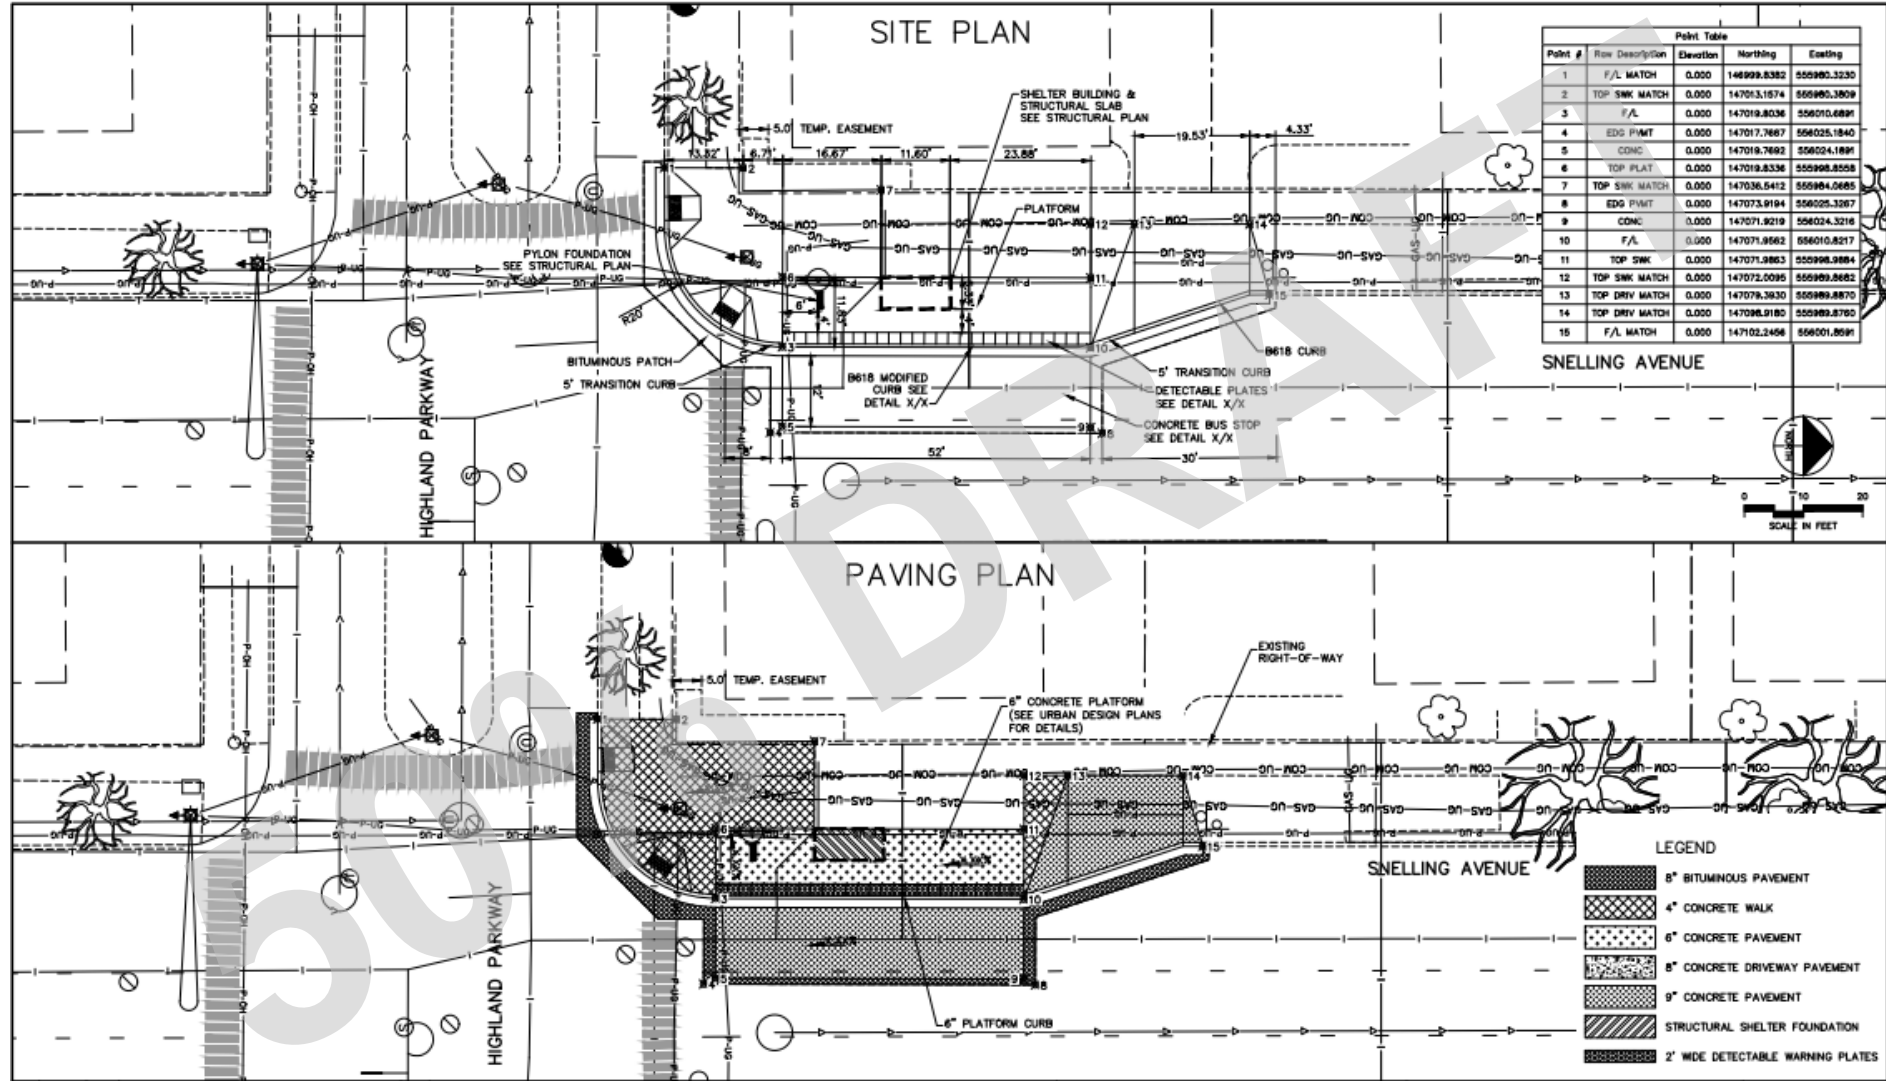 SITE PLAN
Point Table
Point # Raw Description Elevation Northing Easting
1 F/L MATCH 0.000 146999.8382 555980.3230
2 TOP SWK MATCH 0.000 147013.1574 555980.3809
3 F/L 0.000 147019.8036 556010.6891
4 EDG PVMT 0.000 147017.7667 556025.1840
5 CONC 0.000 147019.7692 556024.1891
6 TOP PLAT 0.000 147019.8336 555998.8558
7 TOP SWK MATCH 0.000 147036.5412 555984.0685
8 EDG PVMT 0.000 147073.9194 556025.3267
9 CONC 0.000 147071.9219 556024.3216
10 F/L 0.000 147071.9562 556010.8217
11 TOP SWK 0.000 147071.9863 555998.9884
12 TOP SWK MATCH 0.000 147072.0095 555989.8682
13 TOP DRIV MATCH 0.000 147079.3930 555989.8870
14 TOP DRIV MATCH 0.000 147098.9180 555989.8760
15 F/L MATCH 0.000 147102.2456 556001.8591
SHELTER BUILDING &
STRUCTURAL SLAB
SEE STRUCTURAL PLAN
5.0' TEMP. EASEMENT
13.32' 6.71' 16.67' 11.60' 23.88' 19.53' 4.33'
PLATFORM
PYLON FOUNDATION
SEE STRUCTURAL PLAN
R20'
6'
4'
11.83'
BITUMINOUS PATCH
5' TRANSITION CURB
B618 MODIFIED
CURB SEE
DETAIL X/X
12'
B618 CURB
5' TRANSITION CURB
DETECTABLE PLATES
SEE DETAIL X/X
CONCRETE BUS STOP
SEE DETAIL X/X
8' 52' 30'
HIGHLAND PARKWAY
SNELLING AVENUE
NORTH
0 10 20
SCALE IN FEET
50% DRAFT
PAVING PLAN
5.0' TEMP. EASEMENT
6" CONCRETE PLATFORM
(SEE URBAN DESIGN PLANS
FOR DETAILS)
EXISTING
RIGHT-OF-WAY
6" PLATFORM CURB
HIGHLAND PARKWAY
SNELLING AVENUE
LEGEND
8" BITUMINOUS PAVEMENT
4" CONCRETE WALK
6" CONCRETE PAVEMENT
8" CONCRETE DRIVEWAY PAVEMENT
9" CONCRETE PAVEMENT
STRUCTURAL SHELTER FOUNDATION
2' WIDE DETECTABLE WARNING PLATES